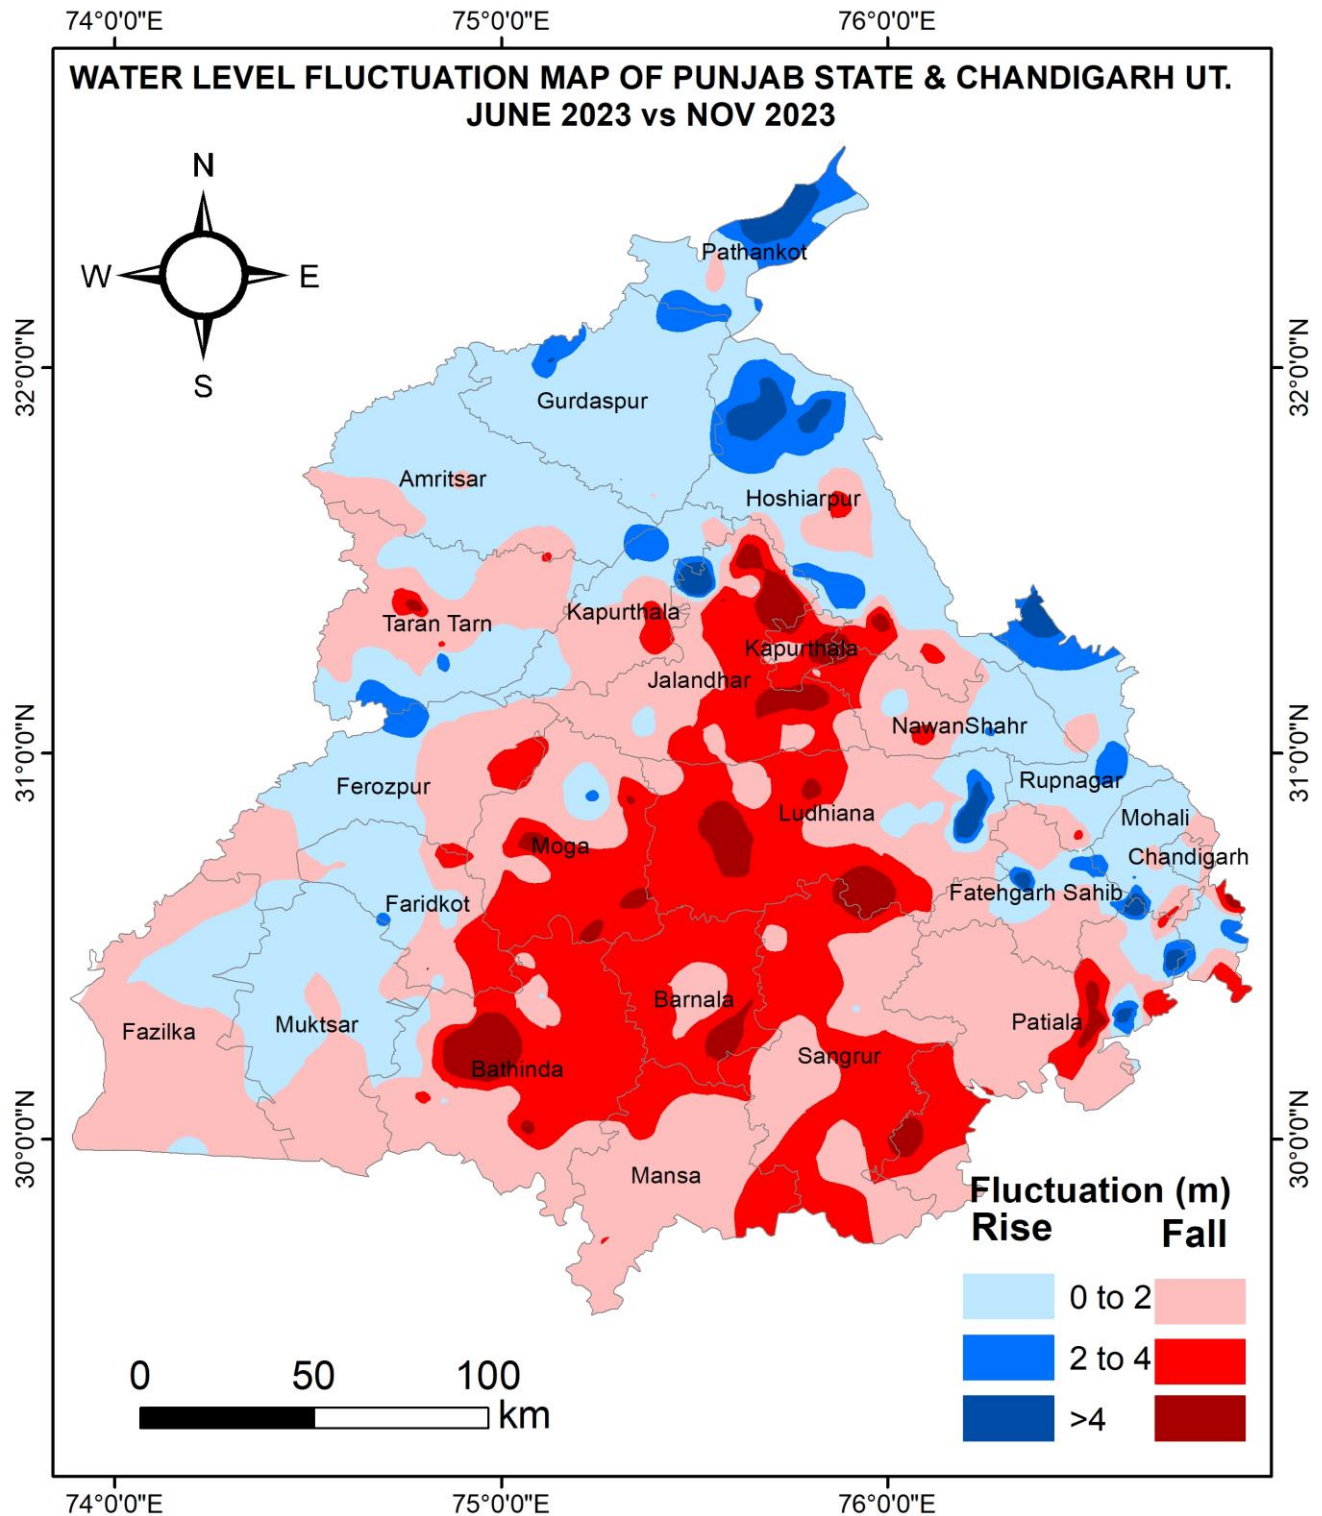 74°0'0"E 75°0'0"E 76°0'0"E
WATER LEVEL FLUCTUATION MAP OF PUNJAB STATE & CHANDIGARH UT.
JUNE 2023 vs NOV 2023
N
W E
S
Pathankot
32°0'0"N 32°0'0"N
Gurdaspur
Amritsar
Hoshiarpur
Kapurthala
Taran Tarn
Kapurthala
Jalandhar
NawanShahr
31°0'0"N 31°0'0"N
Ferozpur
Rupnagar
Ludhiana
Mohali
Moga
Chandigarh
Fatehgarh Sahib
Faridkot
Barnala
Fazilka
Muktsar
Patiala
Sangrur
Bathinda
30°0'0"N 30°0'0"N
Mansa
Fluctuation (m)
Rise Fall
0 to 2
2 to 4
>4
0 50 100
km
74°0'0"E 75°0'0"E 76°0'0"E